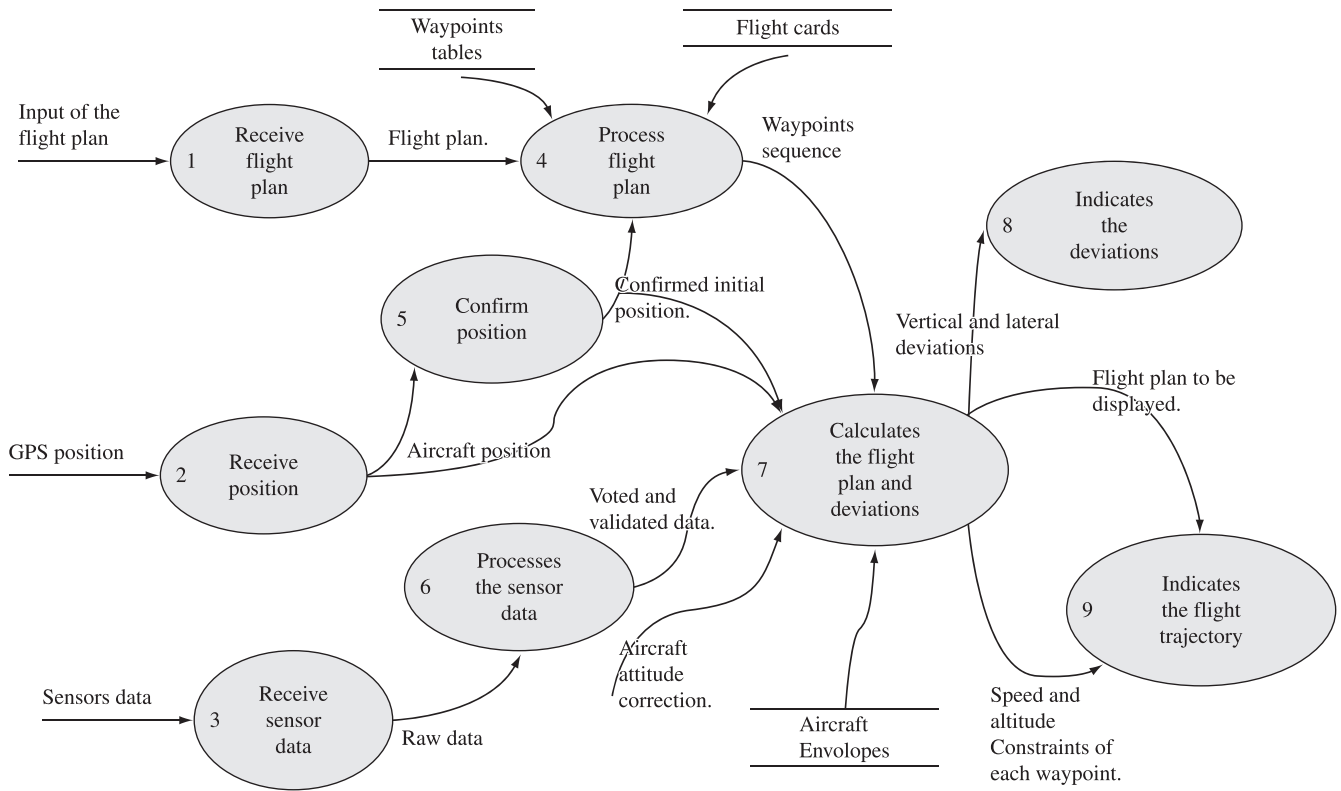 Waypoints
tables
Flight cards
Input of the
flight plan
1
Receive
flight
plan
Flight plan.
4
Process
flight
plan
Waypoints
sequence
8
Indicates
the
deviations
5
Confirm
position
Confirmed initial
position.
Vertical and lateral
deviations
Flight plan to be
displayed.
GPS position
2
Receive
position
Aircraft position
7
Calculates
the flight
plan and
deviations
Voted and
validated data.
6
Processes
the sensor
data
9
Indicates
the flight
trajectory
Aircraft
attitude
correction.
Sensors data
3
Receive
sensor
data
Raw data
Aircraft
Envolopes
Speed and
altitude
Constraints of
each waypoint.